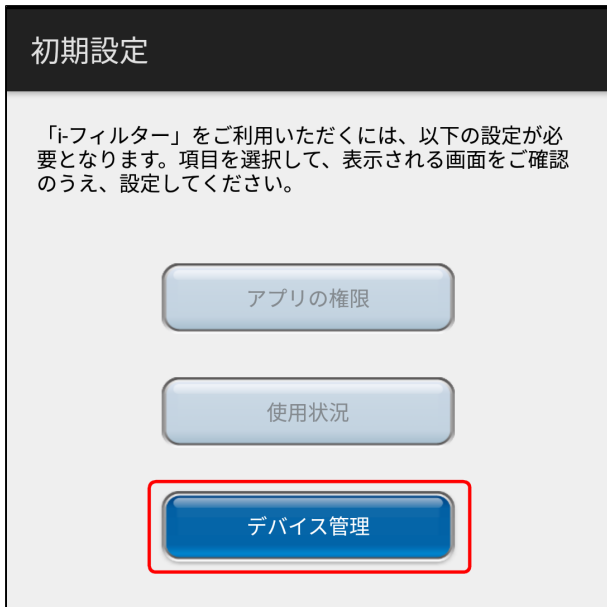 初期設定
「i-フィルター」をご利用いただくには、以下の設定が必
要となります。項目を選択して、表示される画面をご確認
のうえ、設定してください。
アプリの権限
使用状況
デバイス管理